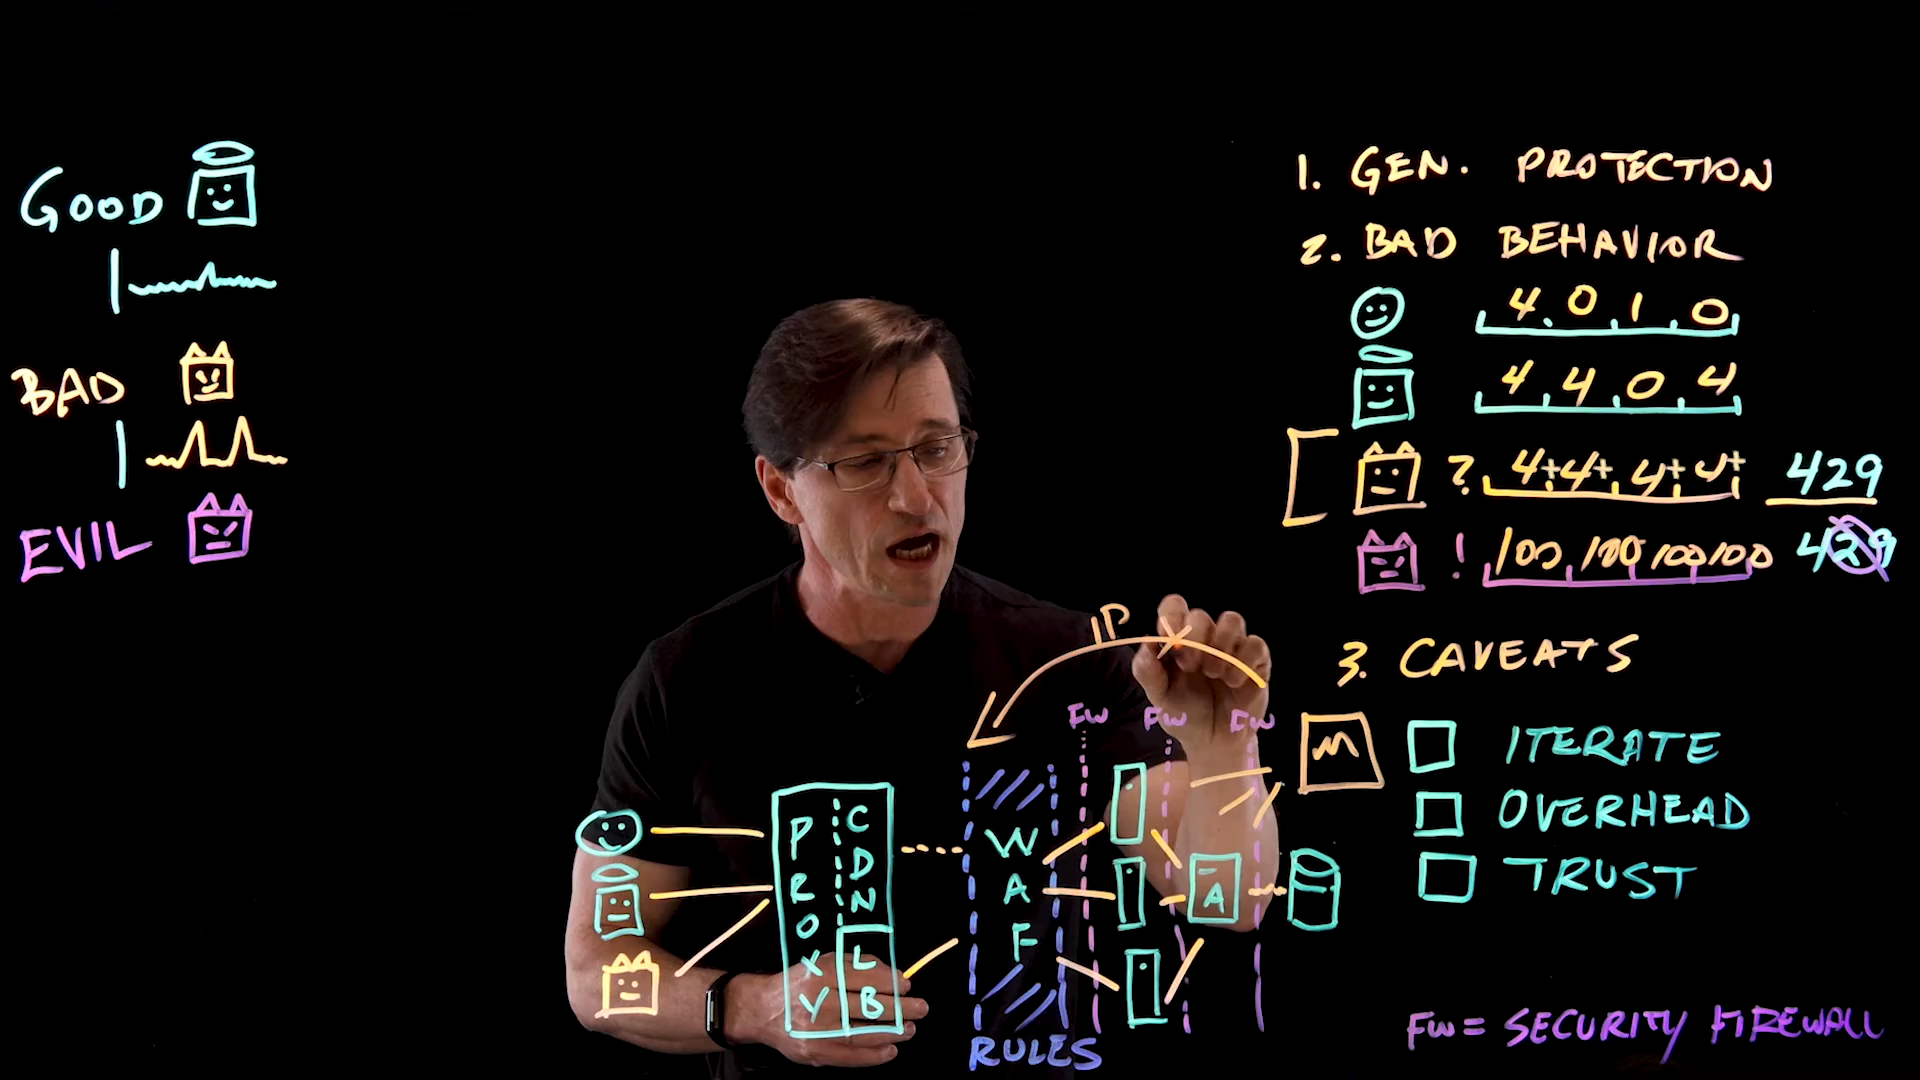 GOOD
BAD
EVIL
1. GEN. PROTECTION
2. BAD BEHAVIOR
4 0 1 0
4 4 0 4
? 4+ 4+ 4+ 4+ 429
! 100 100 100 100 429
3. CAVEATS
M ITERATE
OVERHEAD
TRUST
IP
FW FW FW
PROXY
CDN
LB
WAF
A
RULES
FW = SECURITY FIREWALL